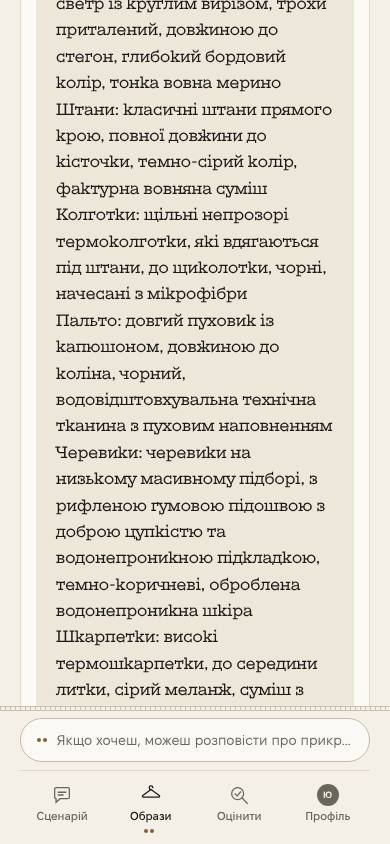 светр із круглим вирізом, трохи
приталений, довжиною до
стегон, глибокий бордовий
колір, тонка вовна мерино
Штани: класичні штани прямого
крою, повної довжини до
кісточки, темно-сірий колір,
фактурна вовняна суміш
Колготки: щільні непрозорі
термоколготки, які вдягаються
під штани, до щиколотки, чорні,
начесані з мікрофібри
Пальто: довгий пуховик із
капюшоном, довжиною до
коліна, чорний,
водовідштовхувальна технічна
тканина з пуховим наповненням
Черевики: черевики на
низькому масивному підборі, з
рифленою гумовою підошвою з
доброю цупкістю та
водонепроникною підкладкою,
темно-коричневі, оброблена
водонепроникна шкіра
Шкарпетки: високі
термошкарпетки, до середини
литки, сірий меланж, суміш з
Якщо хочеш, можеш розповісти про прикр...
Сценарій Образи Оцінити Ю Профіль